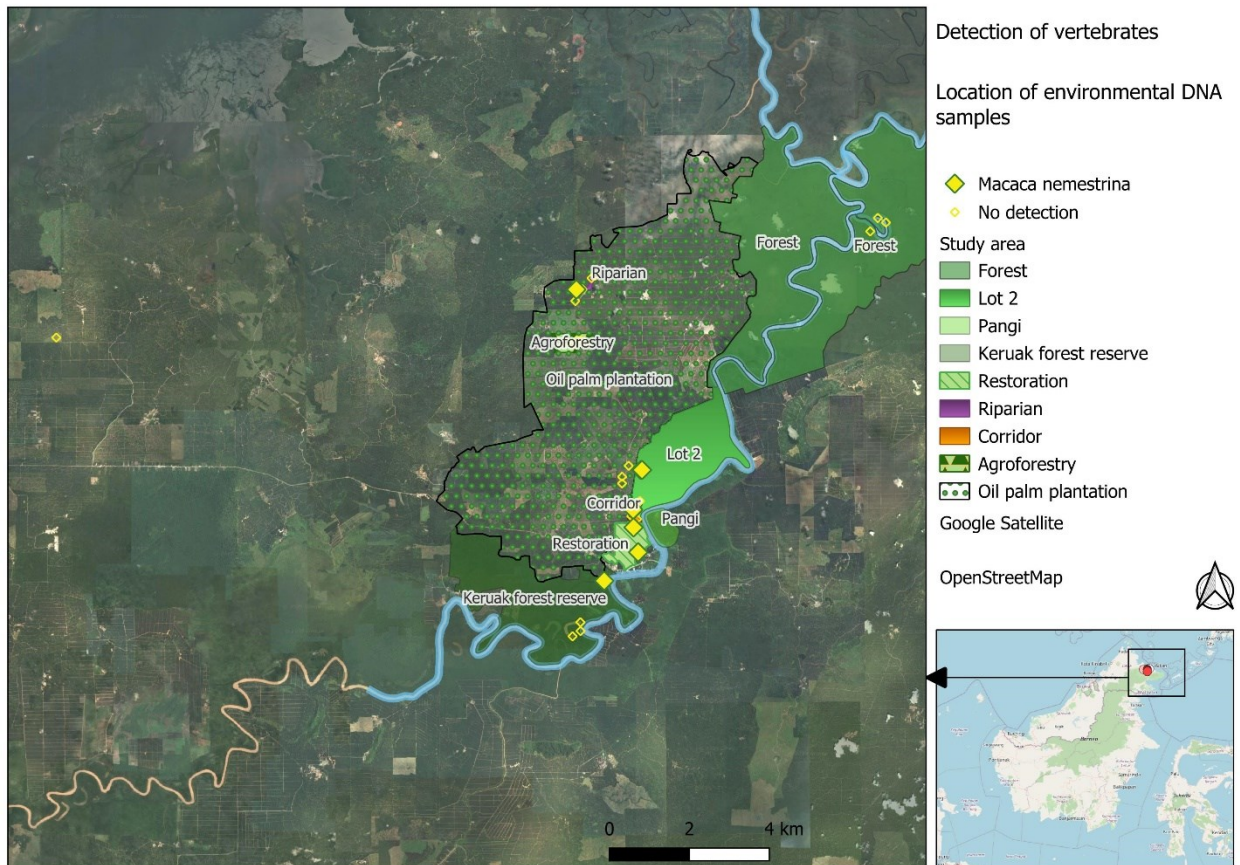 Detection of vertebrates
Location of environmental DNA
samples
Macaca nemestrina
No detection
Study area
Forest
Lot 2
Pangi
Keruak forest reserve
Restoration
Riparian
Corridor
Agroforestry
Oil palm plantation
Google Satellite
OpenStreetMap
Forest
Forest
Riparian
Agroforestry
Oil palm plantation
Lot 2
Corridor
Pangi
Restoration
Keruak forest reserve
0 2 4 km